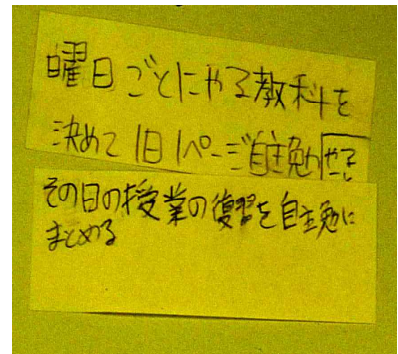 曜日ごとにやる教科を
決めて1日1ページ自主勉やる
その日の授業の復習を自主勉に
まとめる